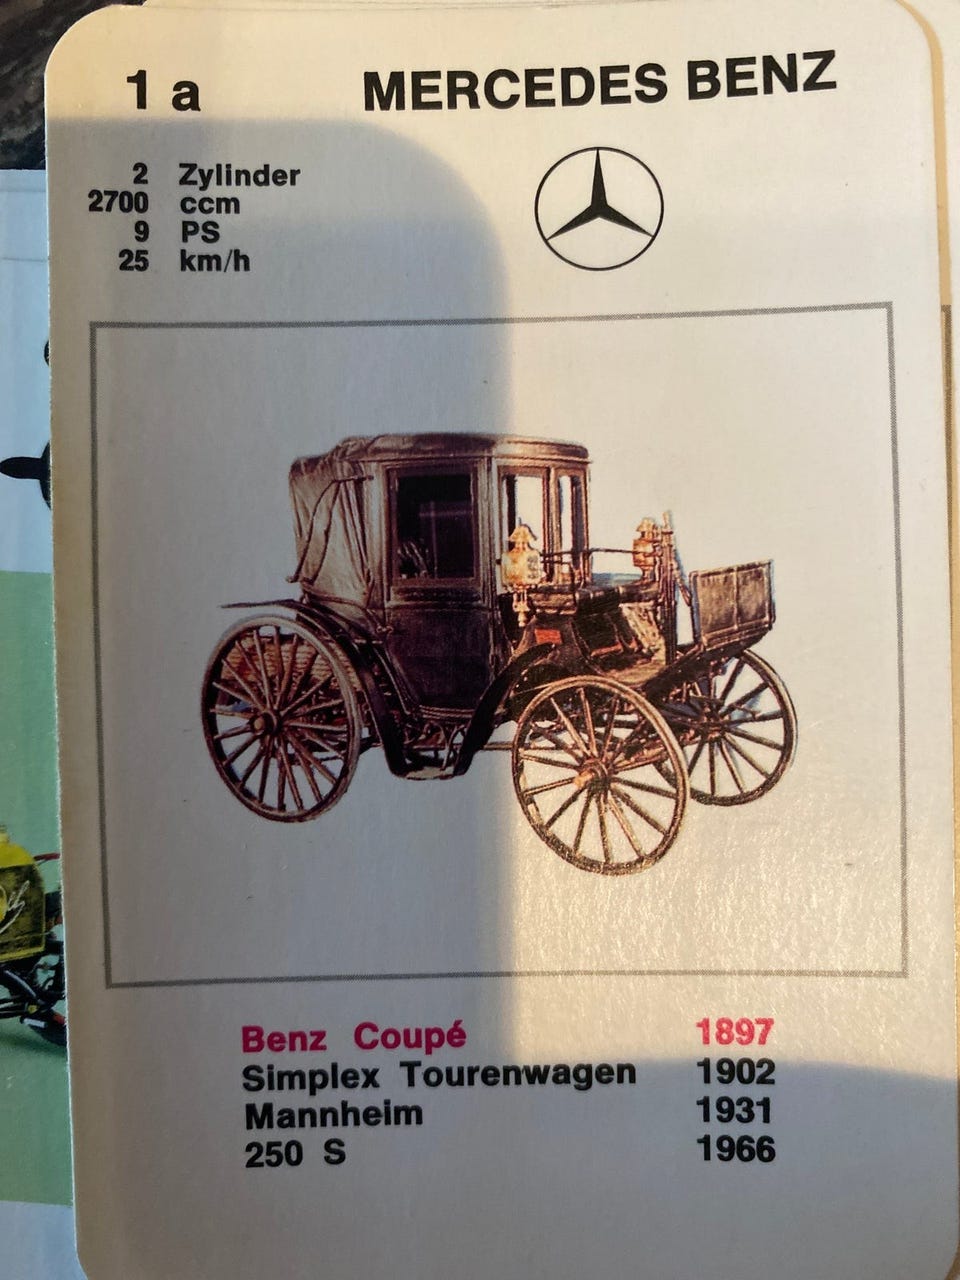 1 a MERCEDES BENZ
2 Zylinder
2700 ccm
9 PS
25 km/h
Benz Coupé 1897
Simplex Tourenwagen 1902
Mannheim 1931
250 S 1966